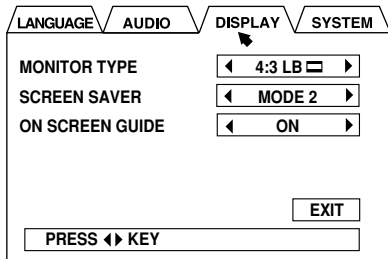 LANGUAGE AUDIO DISPLAY SYSTEM
MONITOR TYPE 4:3 LB
SCREEN SAVER MODE 2
ON SCREEN GUIDE ON
EXIT
PRESS ◀▶ KEY